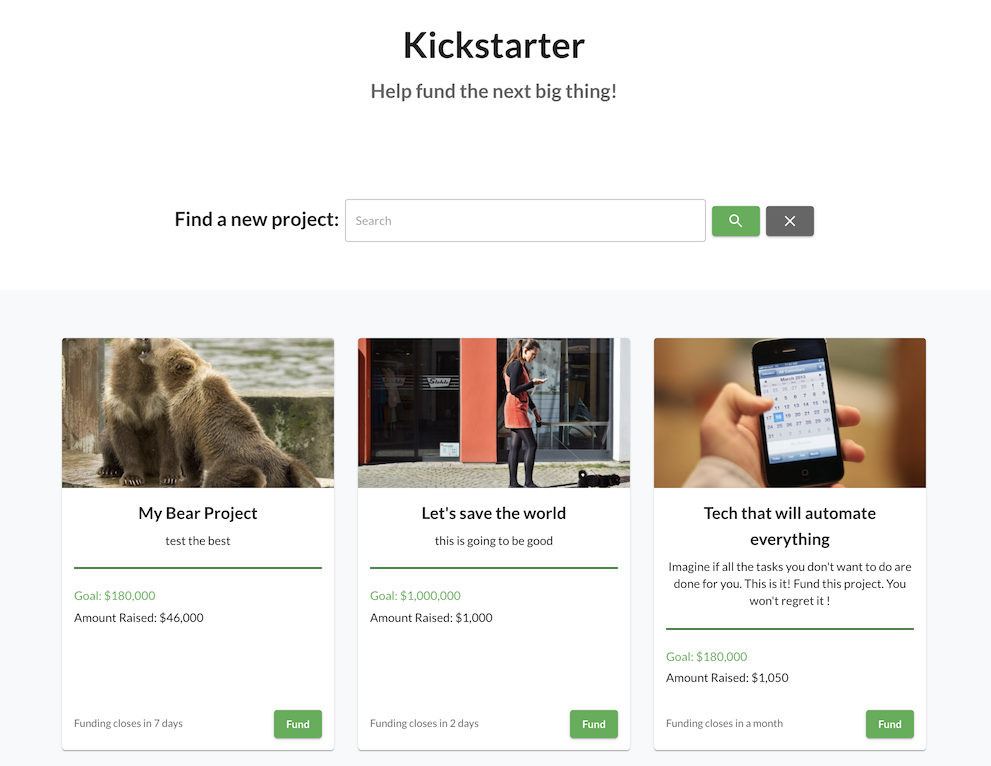 Kickstarter
Help fund the next big thing!
Find a new project:
Search
My Bear Project
test the best
Goal: $180,000
Amount Raised: $46,000
Funding closes in 7 days
Fund
Let's save the world
this is going to be good
Goal: $1,000,000
Amount Raised: $1,000
Funding closes in 2 days
Fund
March 2013
Tech that will automate
everything
Imagine if all the tasks you don't want to do are
done for you. This is it! Fund this project. You
won't regret it !
Goal: $180,000
Amount Raised: $1,050
Funding closes in a month
Fund